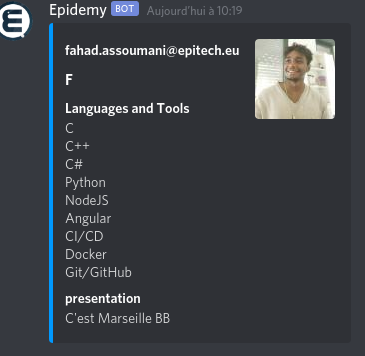 Epidemy BOT Aujourd'hui à 10:19
fahad.assoumani@epitech.eu
F
Languages and Tools
C
C++
C#
Python
NodeJS
Angular
CI/CD
Docker
Git/GitHub
presentation
C'est Marseille BB